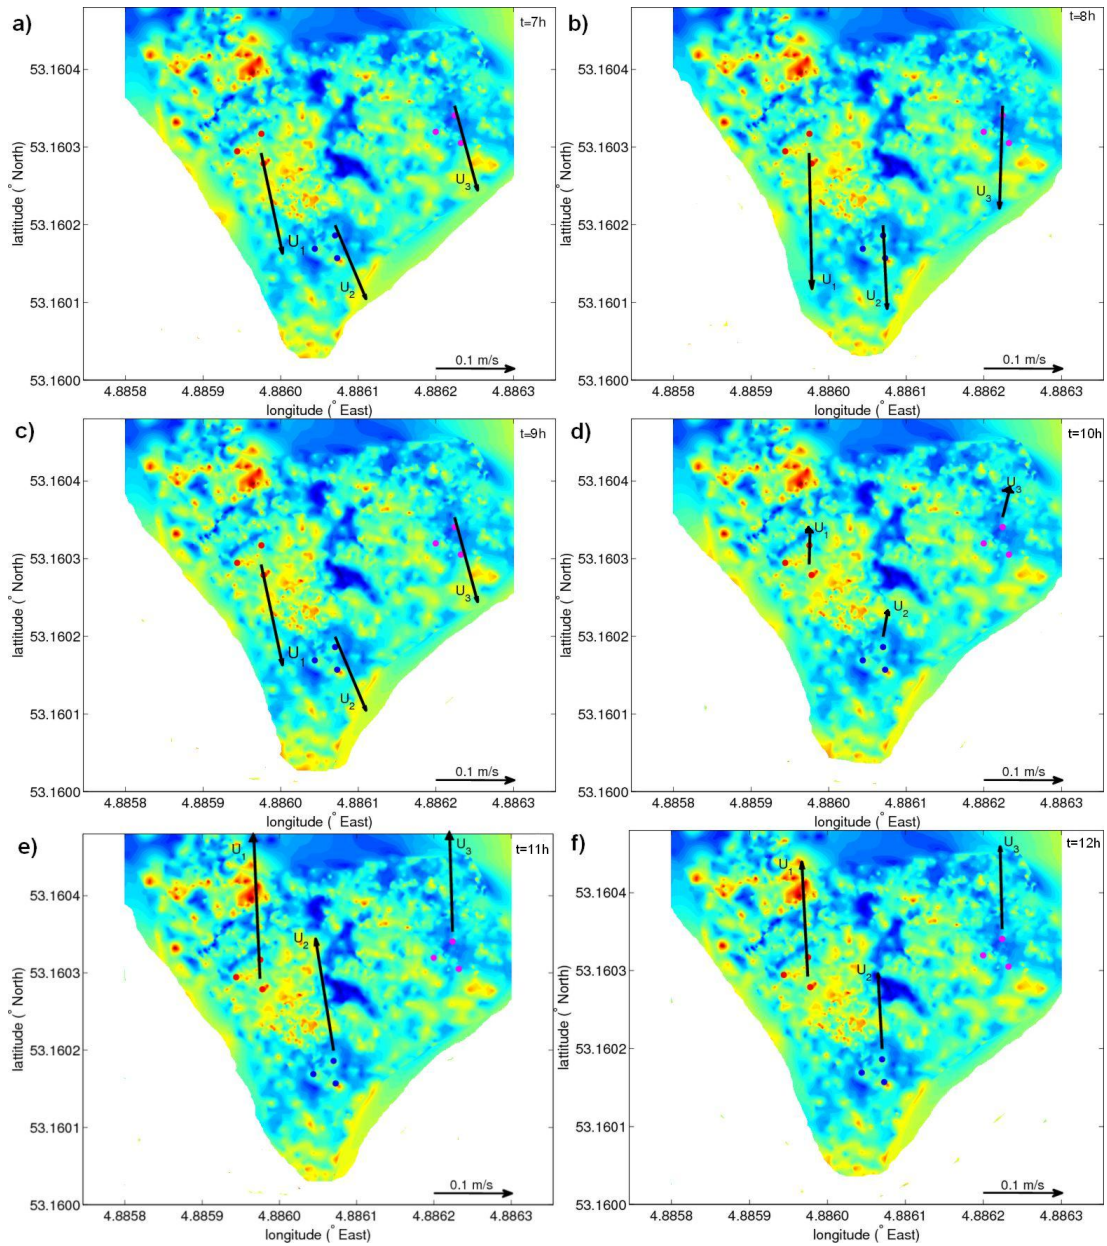 a)
t=7h
lattitude (° North)
53.1604
53.1603
53.1602
53.1601
53.1600
U1
U2
U3
0.1 m/s
4.8858 4.8859 4.8860 4.8861 4.8862 4.8863
longitude (° East)
b)
t=8h
lattitude (° North)
53.1604
53.1603
53.1602
53.1601
53.1600
U1
U2
U3
0.1 m/s
4.8858 4.8859 4.8860 4.8861 4.8862 4.8863
longitude (° East)
c)
t=9h
lattitude (° North)
53.1604
53.1603
53.1602
53.1601
53.1600
U1
U2
U3
0.1 m/s
4.8858 4.8859 4.8860 4.8861 4.8862 4.8863
longitude (° East)
d)
t=10h
lattitude (° North)
53.1604
53.1603
53.1602
53.1601
53.1600
U1
U2
U3
0.1 m/s
4.8858 4.8859 4.8860 4.8861 4.8862 4.8863
longitude (° East)
e)
t=11h
lattitude (° North)
53.1604
53.1603
53.1602
53.1601
53.1600
U1
U2
U3
0.1 m/s
4.8858 4.8859 4.8860 4.8861 4.8862 4.8863
longitude (° East)
f)
t=12h
lattitude (° North)
53.1604
53.1603
53.1602
53.1601
53.1600
U1
U2
U3
0.1 m/s
4.8858 4.8859 4.8860 4.8861 4.8862 4.8863
longitude (° East)